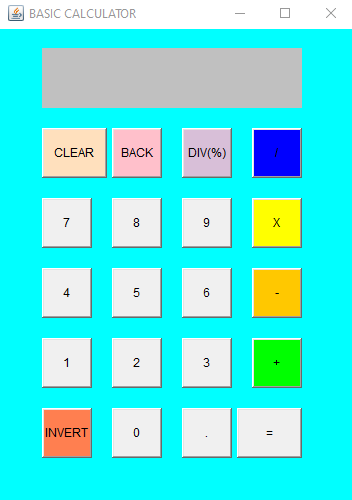 BASIC CALCULATOR
CLEAR BACK DIV(%) /
7 8 9 X
4 5 6 -
1 2 3 +
INVERT 0 . =